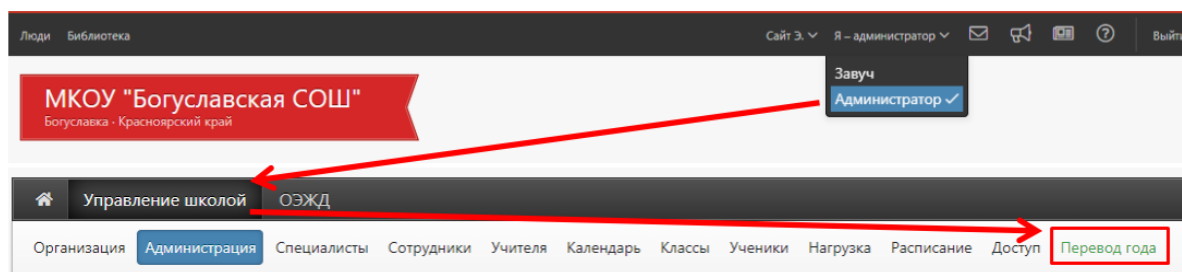 Люди Библиотека Сайт Э. Я – администратор Выйти
Завуч
Администратор
МКОУ "Богуславская СОШ"
Богуславка · Красноярский край
Управление школой ОЭЖД
Организация Администрация Специалисты Сотрудники Учителя Календарь Классы Ученики Нагрузка Расписание Доступ Перевод года